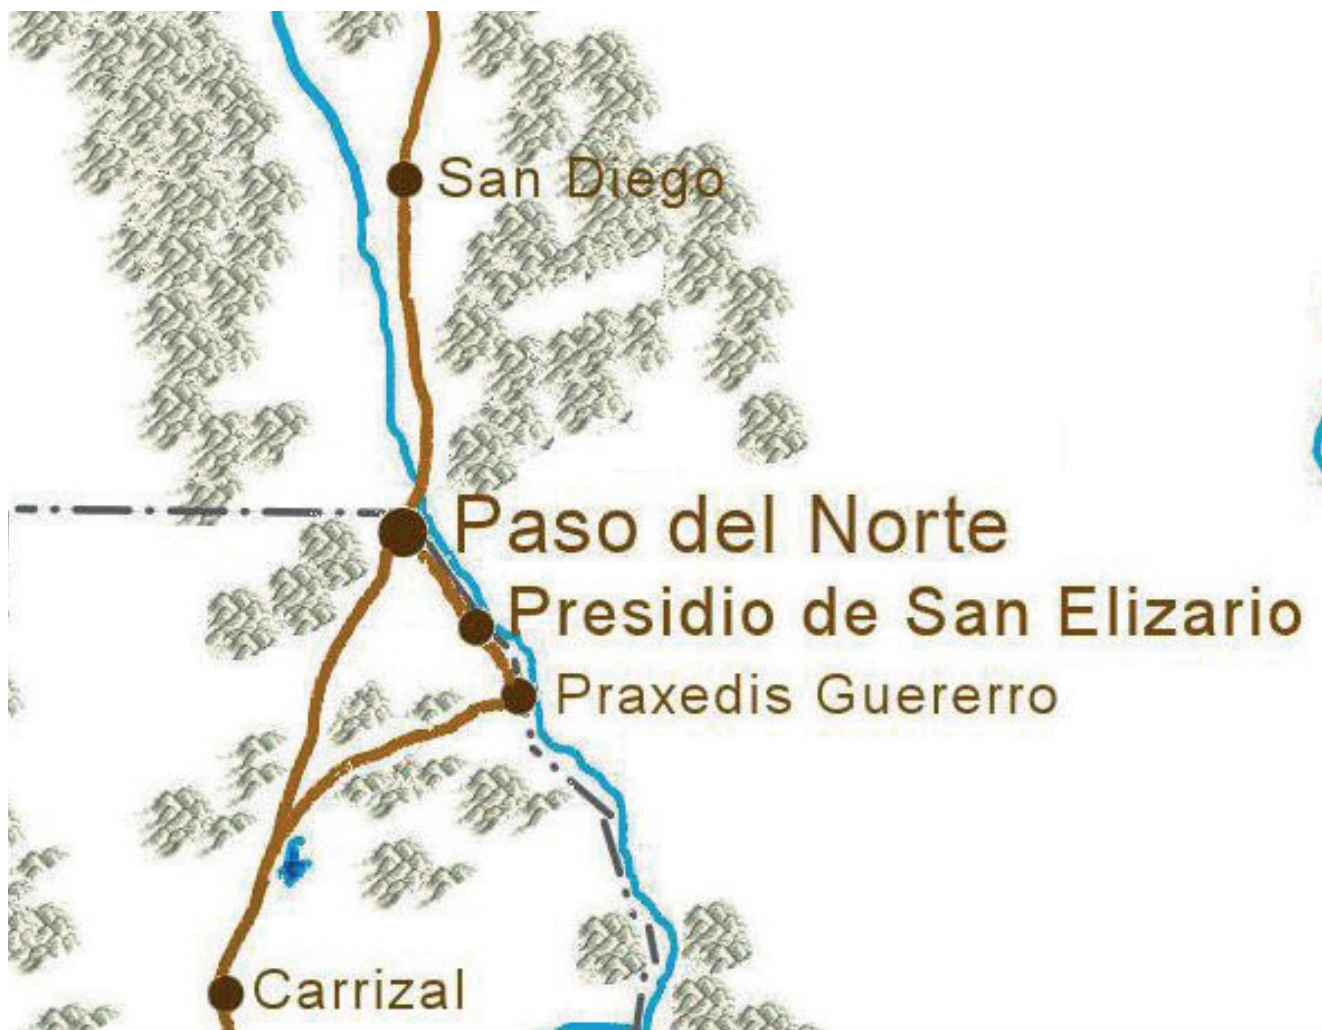 San Diego
Paso del Norte
Presidio de San Elizario
Praxedis Guererro
Carrizal